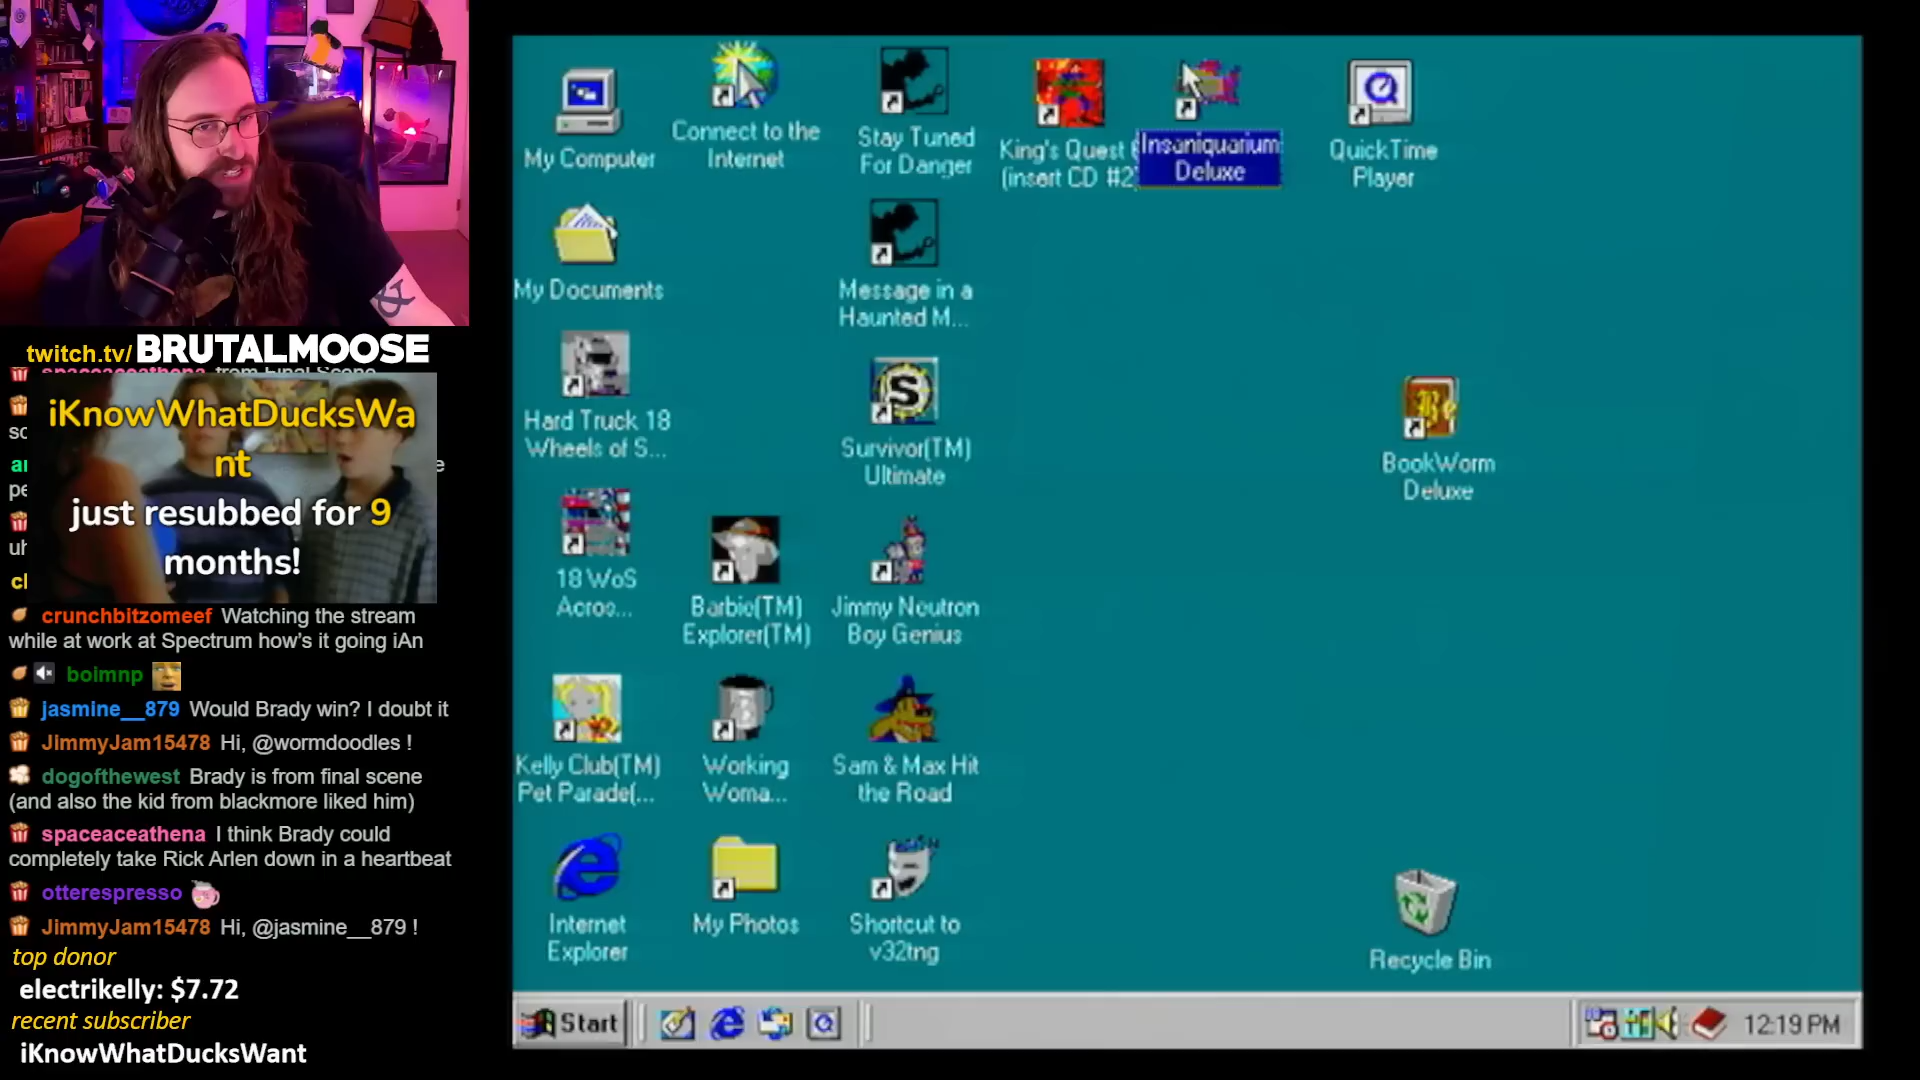 twitch.tv/BRUTALMOOSE
spaceaceathena from Final Scene
iKnowWhatDucksWa
nt
just resubbed for 9
months!
crunchbitzomeef Watching the stream
while at work at Spectrum how's it going iAn
boimnp
jasmine__879 Would Brady win? I doubt it
JimmyJam15478 Hi, @wormdoodles !
dogofthewest Brady is from final scene
(and also the kid from blackmore liked him)
spaceaceathena I think Brady could
completely take Rick Arlen down in a heartbeat
otterespresso
JimmyJam15478 Hi, @jasmine__879 !
top donor
electrikelly: $7.72
recent subscriber
iKnowWhatDucksWant
My Computer
Connect to the
Internet
Stay Tuned
For Danger
King's Quest 6
(insert CD #2)
Insaniquarium
Deluxe
QuickTime
Player
My Documents
Message in a
Haunted M...
Hard Truck 18
Wheels of S...
Survivor(TM)
Ultimate
BookWorm
Deluxe
18 WoS
Acros...
Barbie(TM)
Explorer(TM)
Jimmy Neutron
Boy Genius
Kelly Club(TM)
Pet Parade(...
Working
Woma...
Sam & Max Hit
the Road
Internet
Explorer
My Photos
Shortcut to
v32tng
Recycle Bin
Start
12:19 PM